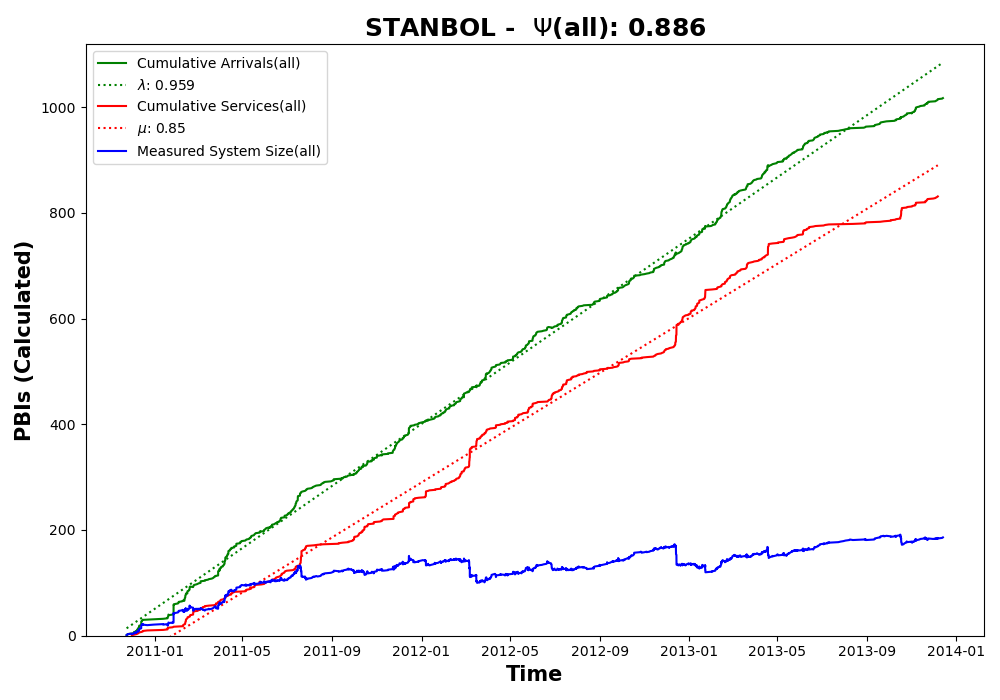 STANBOL - Ψ(all): 0.886
Cumulative Arrivals(all)
λ: 0.959
Cumulative Services(all)
μ: 0.85
Measured System Size(all)
PBIs (Calculated)
1000
800
600
400
200
0
2011-01 2011-05 2011-09 2012-01 2012-05 2012-09 2013-01 2013-05 2013-09 2014-01
Time